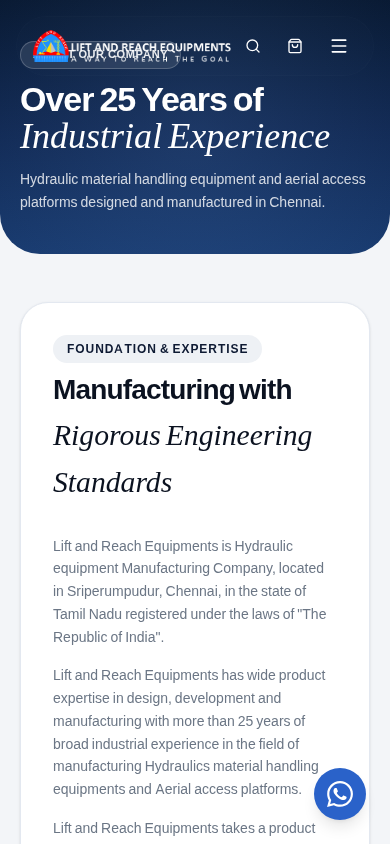 LIFT AND REACH EQUIPMENTS
T OUR COMPANY
A WAY TO REACH THE GOAL
Over 25 Years of
Industrial Experience
Hydraulic material handling equipment and aerial access
platforms designed and manufactured in Chennai.
FOUNDATION & EXPERTISE
Manufacturing with
Rigorous Engineering
Standards
Lift and Reach Equipments is Hydraulic
equipment Manufacturing Company, located
in Sriperumpudur, Chennai, in the state of
Tamil Nadu registered under the laws of "The
Republic of India".
Lift and Reach Equipments has wide product
expertise in design, development and
manufacturing with more than 25 years of
broad industrial experience in the field of
manufacturing Hydraulics material handling
equipments and Aerial access platforms.
Lift and Reach Equipments takes a product